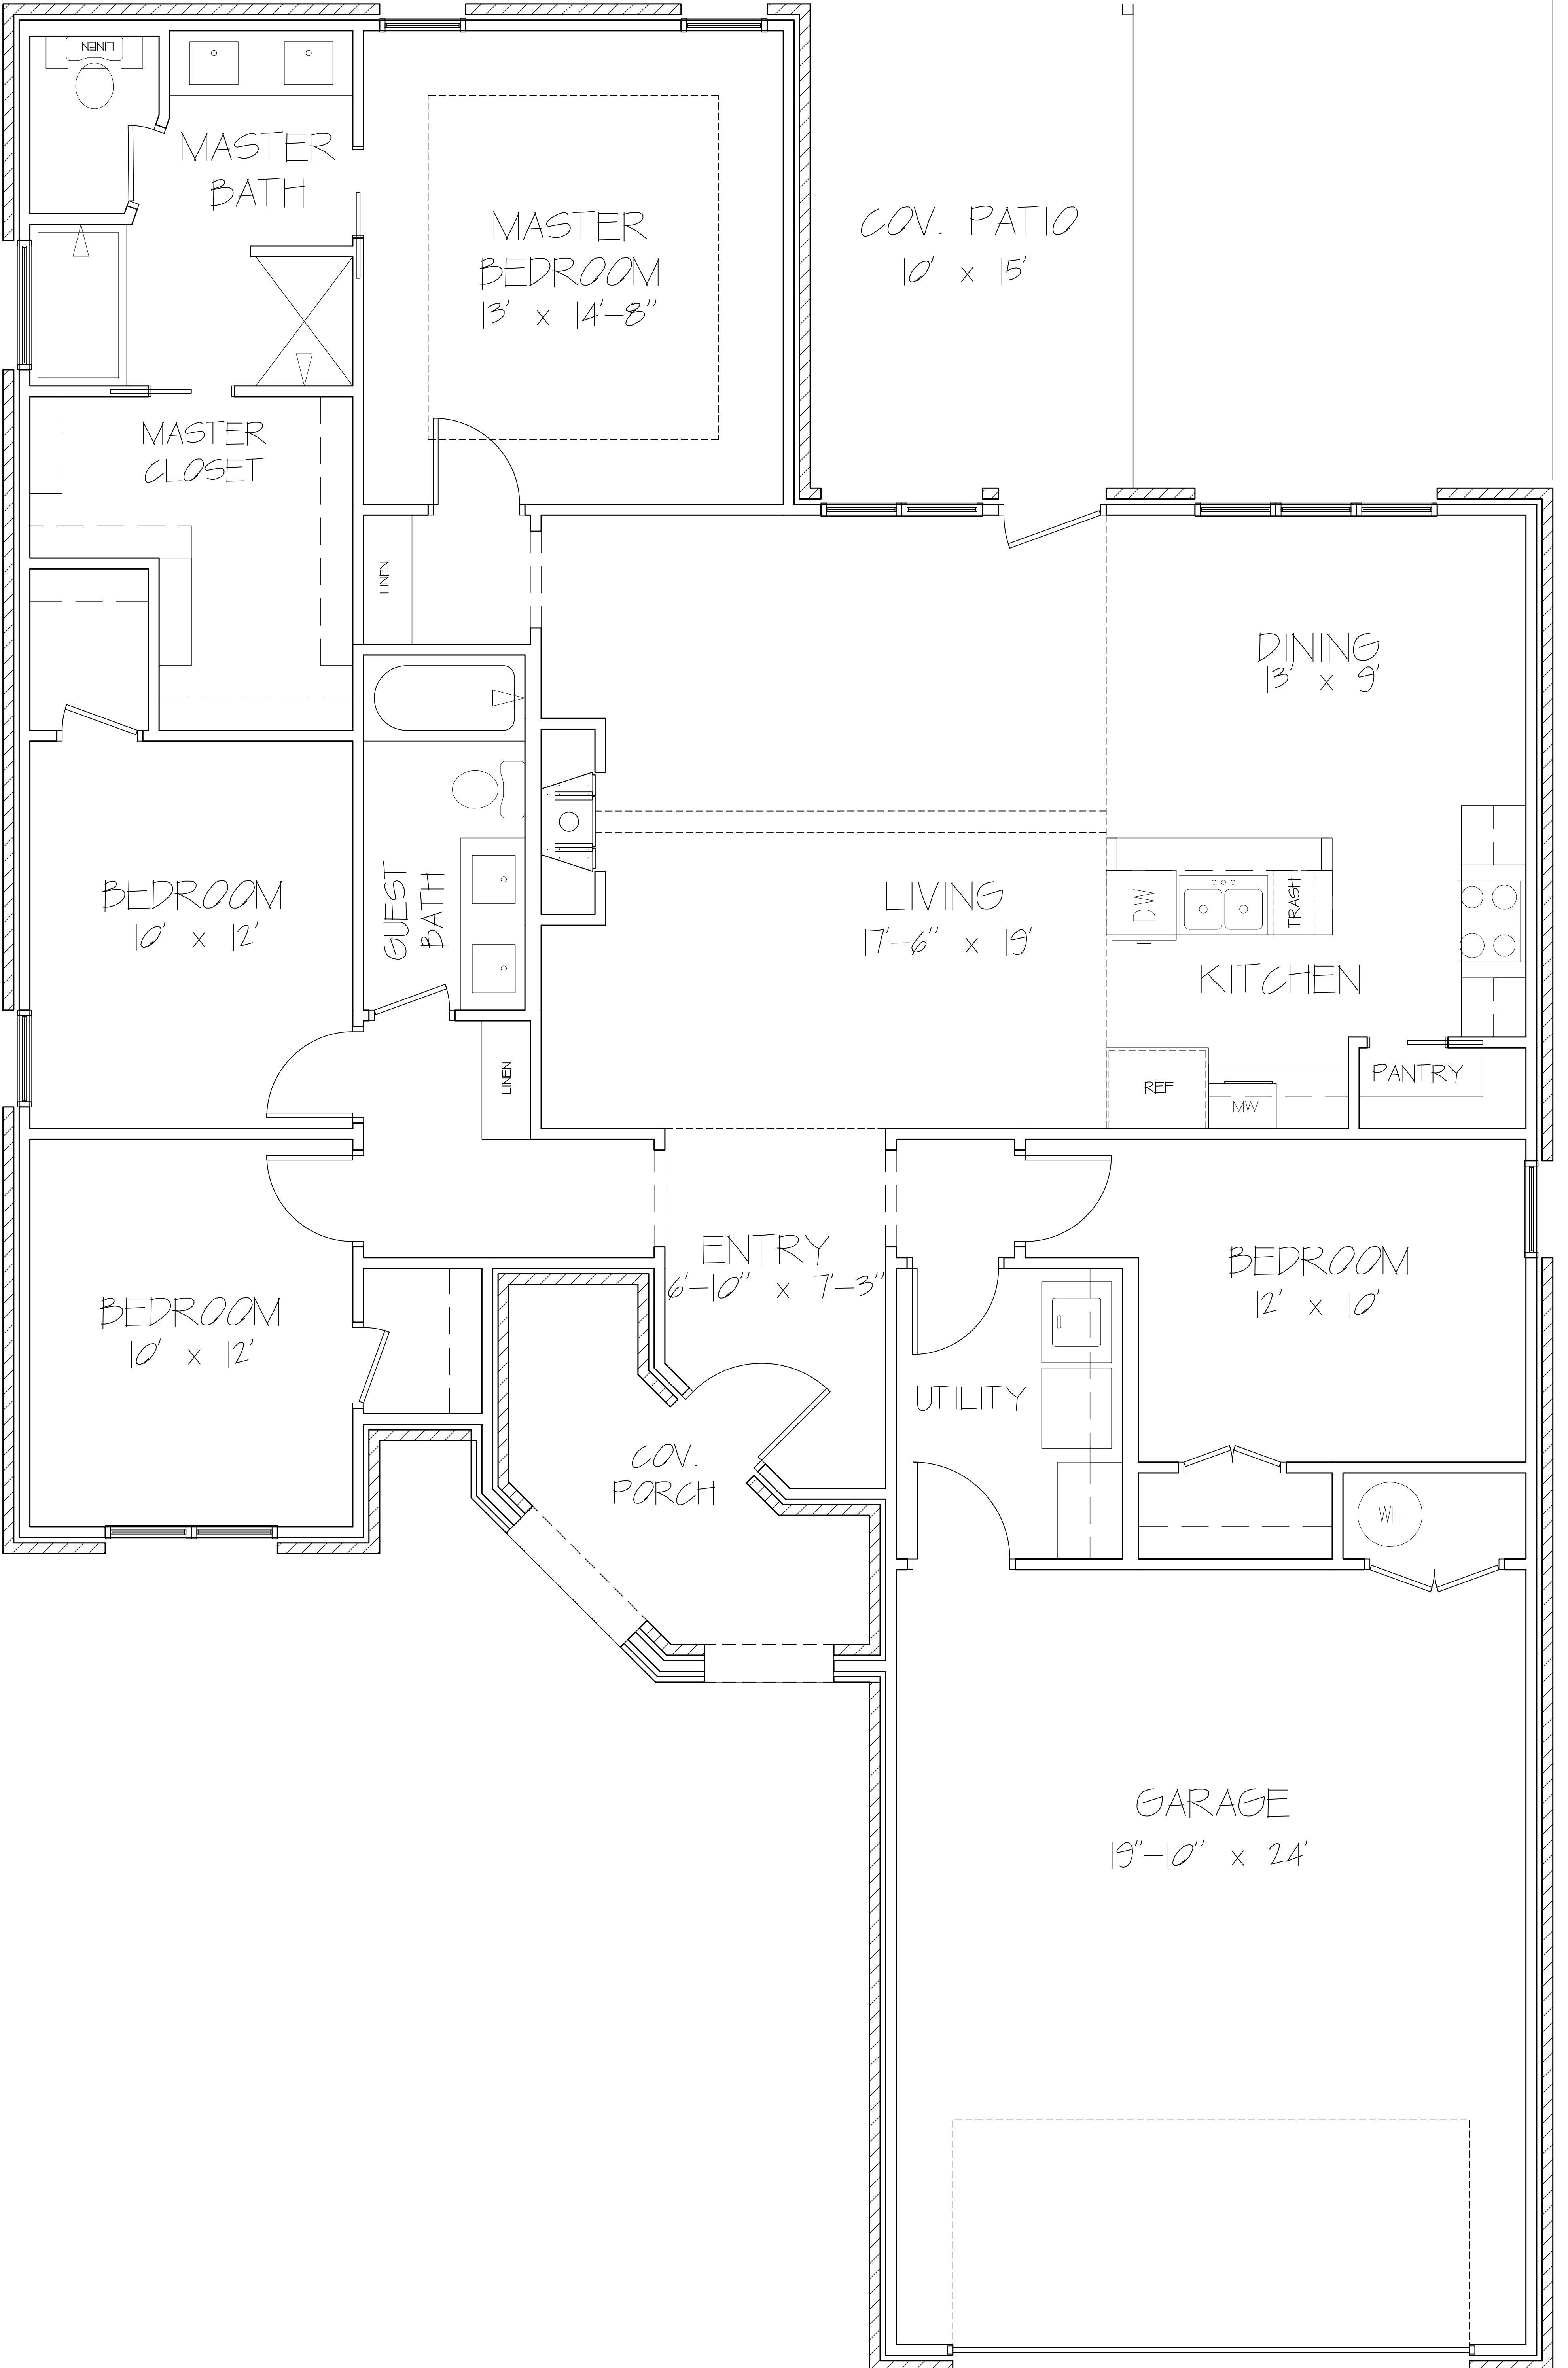 LINEN
MASTER
BATH
MASTER
BEDROOM
13' x 14'-8"
COV. PATIO
10' x 15'
MASTER
CLOSET
LINEN
DINING
13' x 9'
BEDROOM
10' x 12'
GUEST
BATH
LIVING
17'-6" x 19'
DW
TRASH
KITCHEN
LINEN
REF
MW
PANTRY
ENTRY
6'-10" x 7'-3"
BEDROOM
12' x 10'
BEDROOM
10' x 12'
UTILITY
COV.
PORCH
WH
GARAGE
19"-10" x 24'